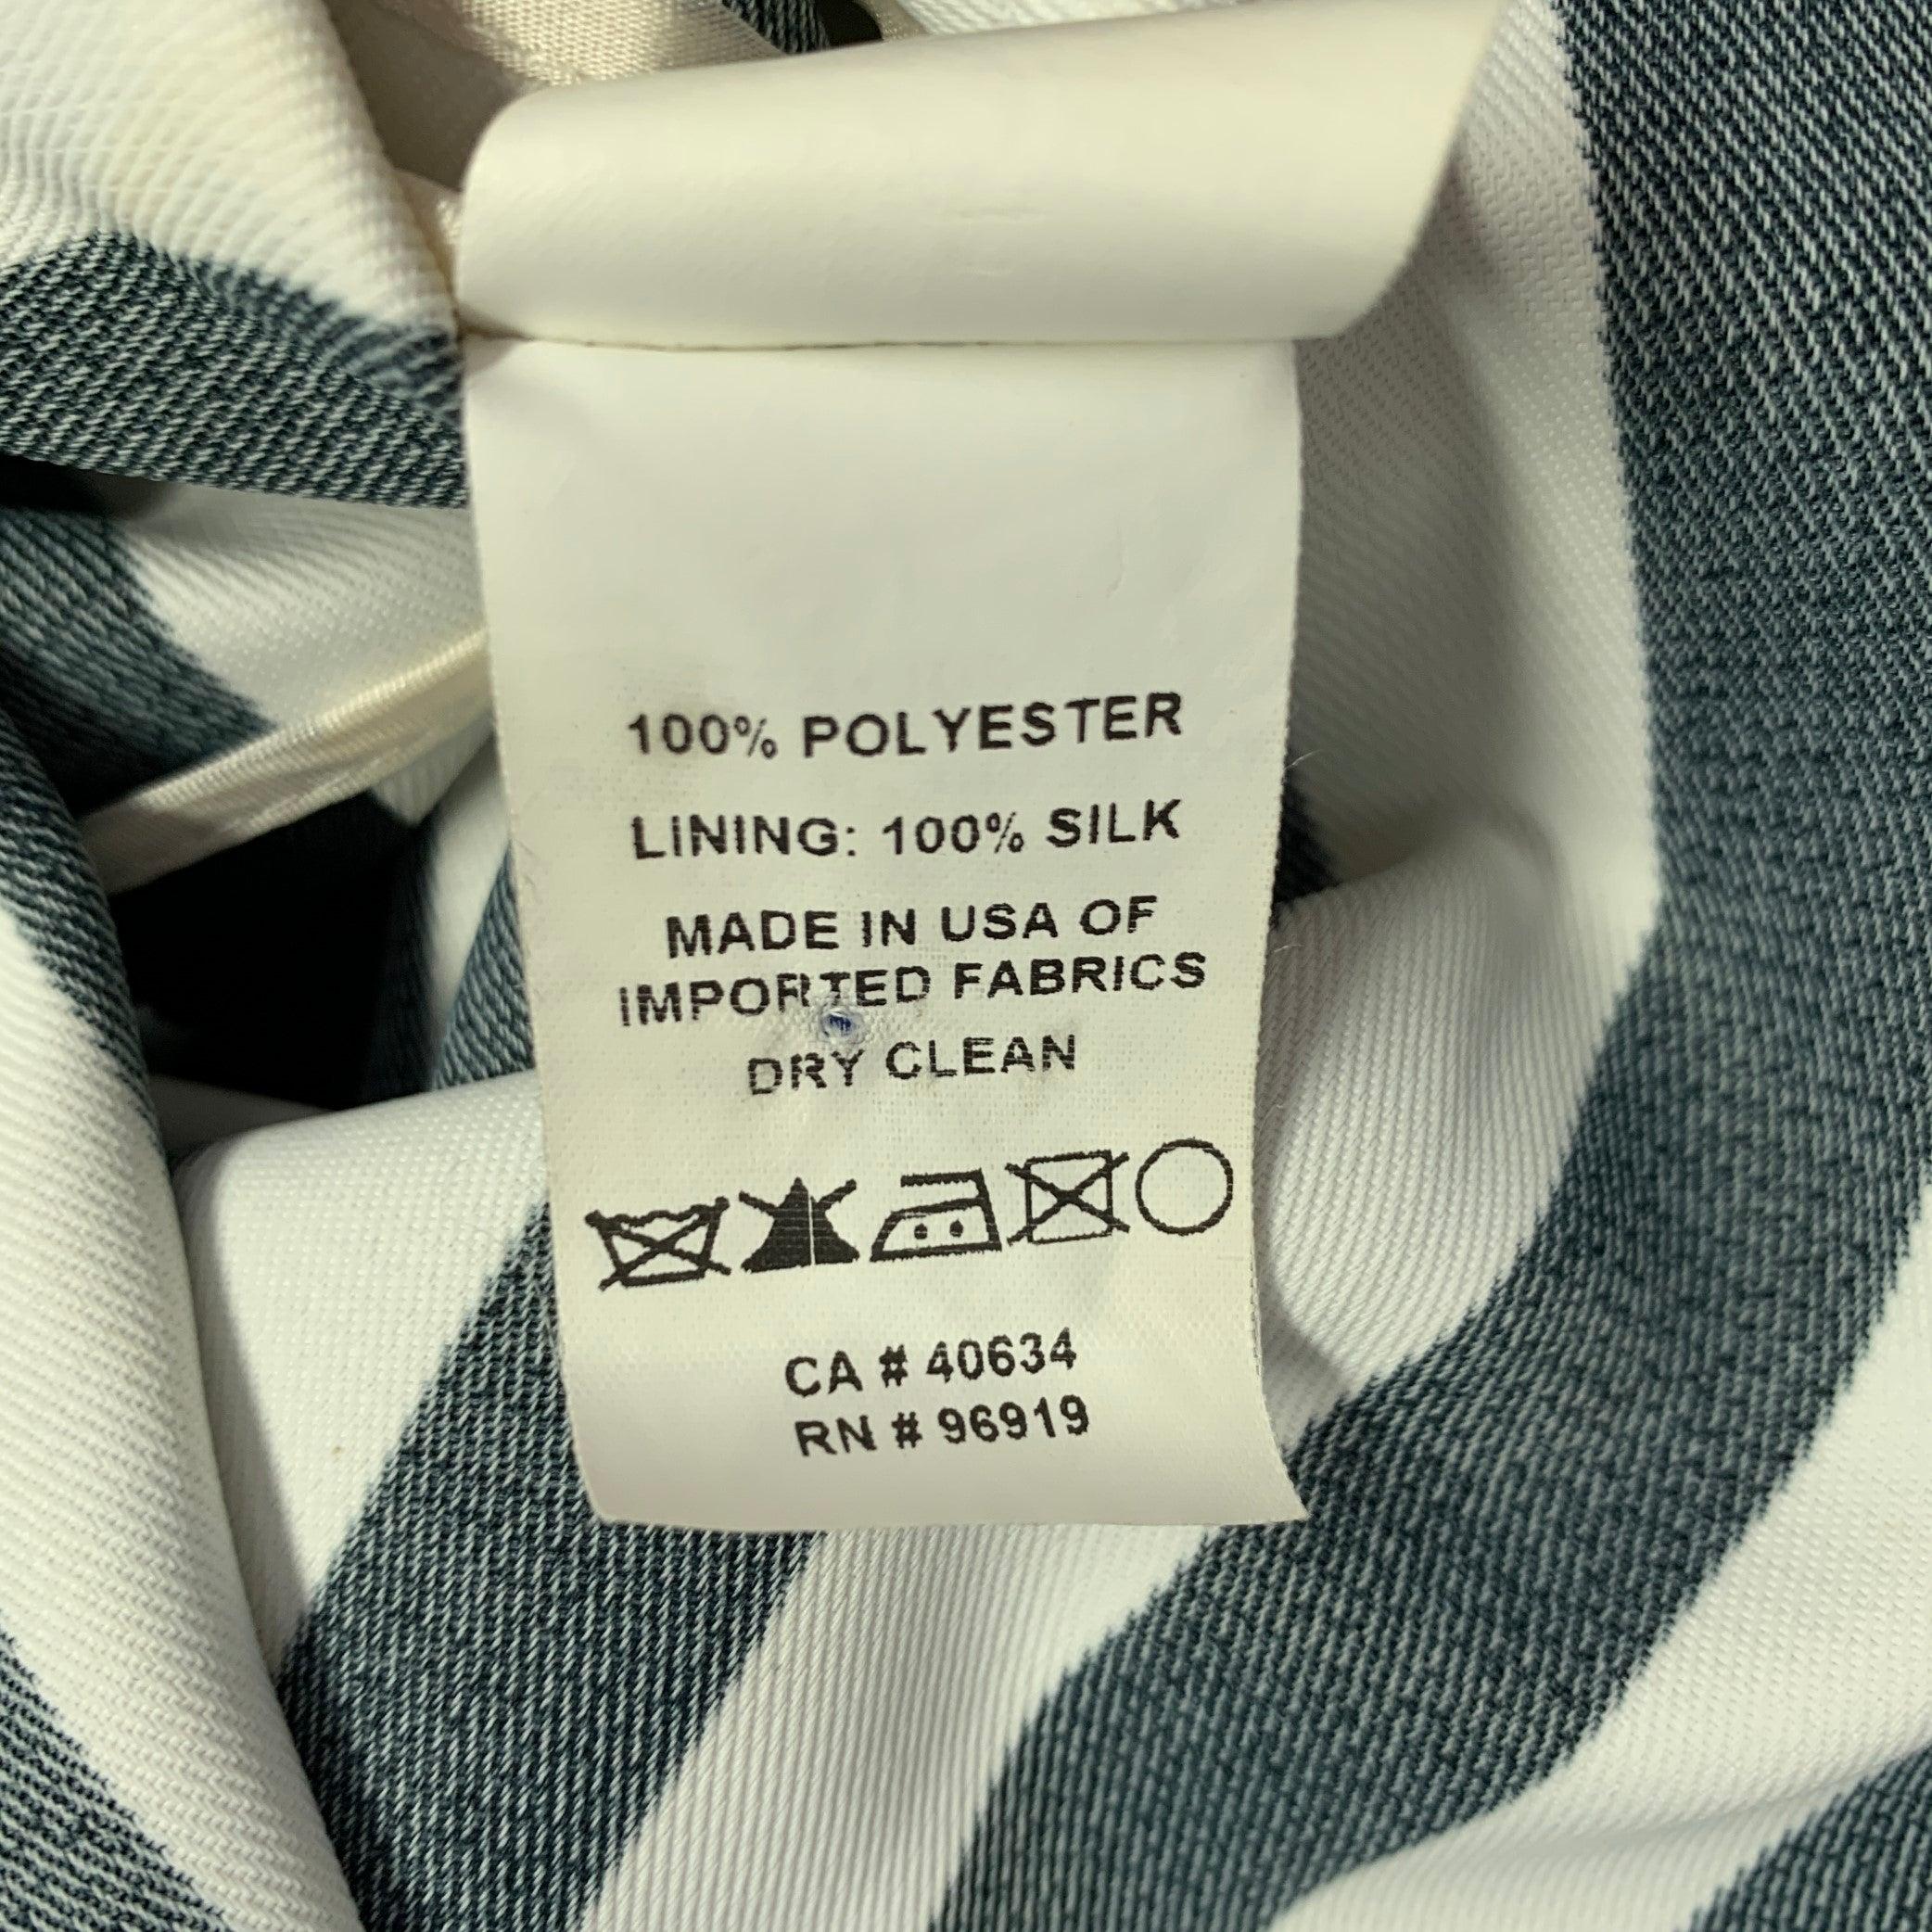 100% POLYESTER
LINING: 100% SILK
MADE IN USA OF
IMPORTED FABRICS
DRY CLEAN
CA # 40634
RN # 96919